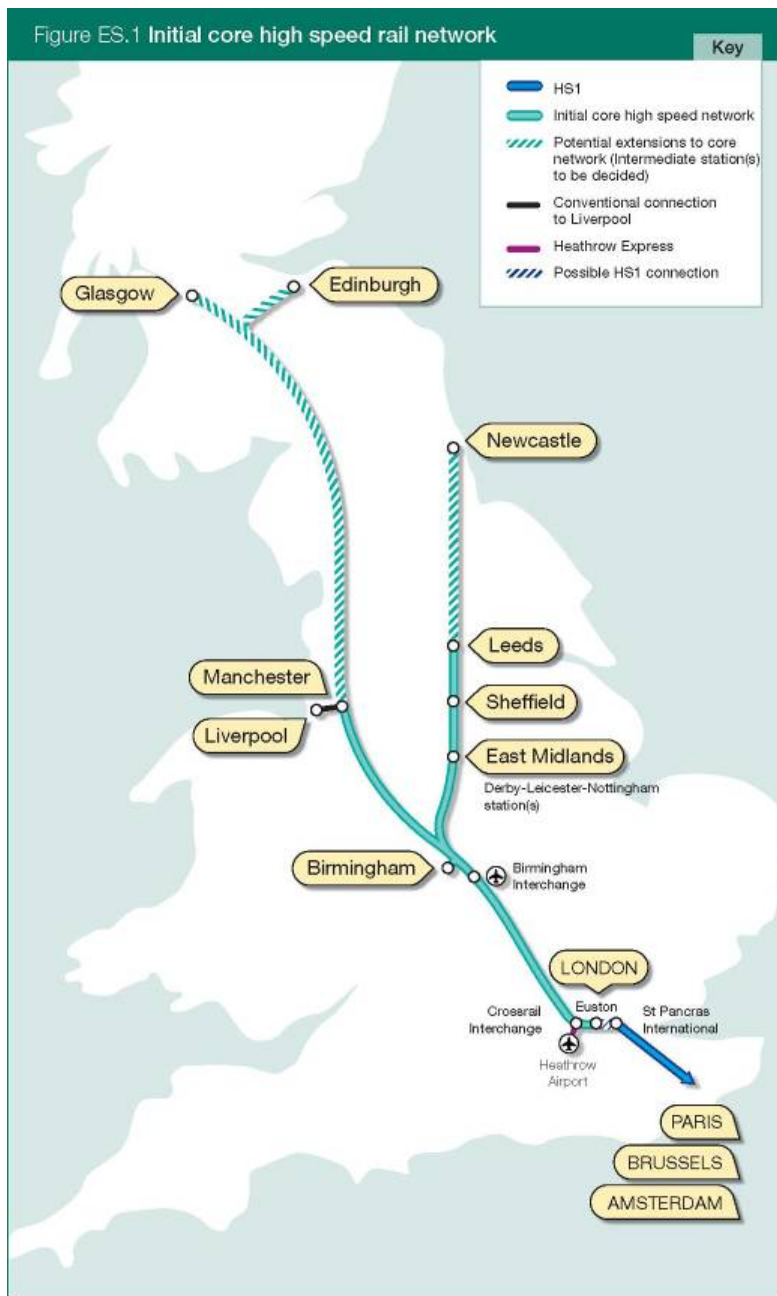 Figure ES.1 Initial core high speed rail network
Key
HS1
Initial core high speed network
Potential extensions to core
network (Intermediate station(s)
to be decided)
Conventional connection
to Liverpool
Heathrow Express
Possible HS1 connection
Glasgow
Edinburgh
Newcastle
Leeds
Manchester
Sheffield
Liverpool
East Midlands
Derby-Leicester-Nottingham
station(s)
Birmingham
Birmingham
Interchange
LONDON
Crossrail
Interchange
Euston
St Pancras
International
Heathrow
Airport
PARIS
BRUSSELS
AMSTERDAM